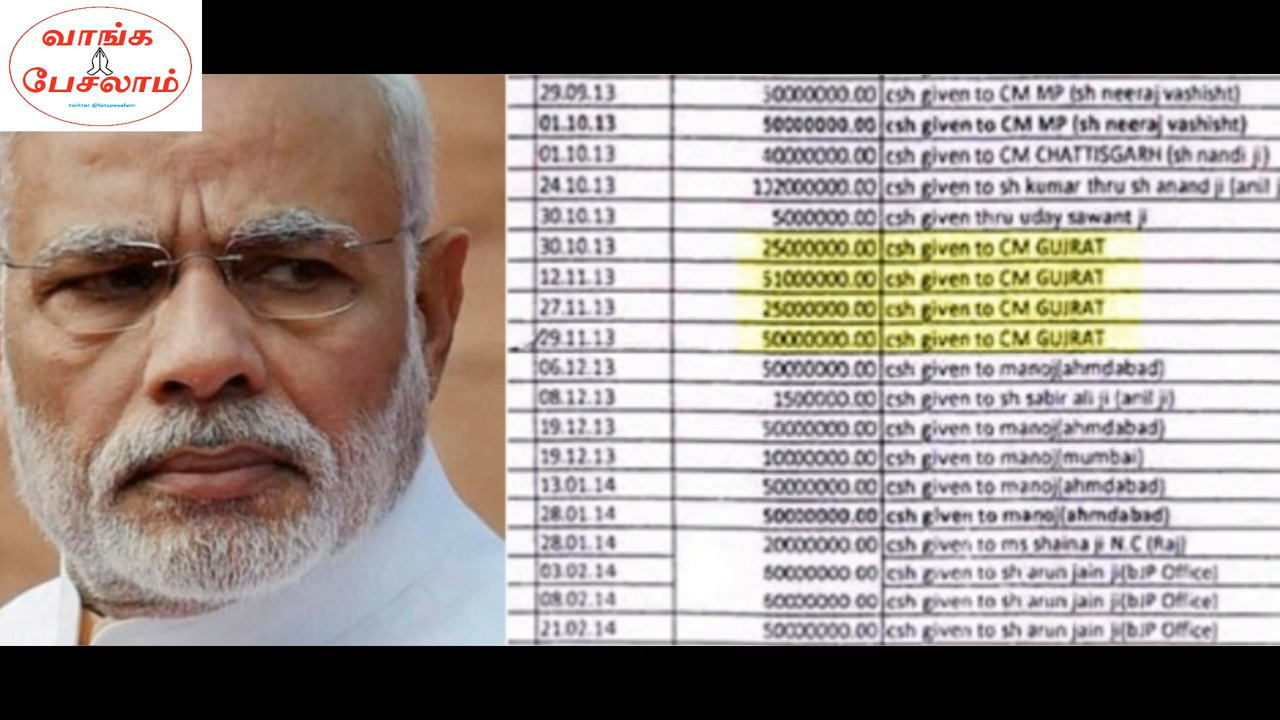 வாங்க
பேசலாம்
29.09.13 50000000.00 csh given to CM MP (sh neeraj vashisht)
01.10.13 50000000.00 csh given to CM MP (sh neeraj vashisht)
01.10.13 40000000.00 csh given to CM CHATTISGARH (sh nandi ji)
24.10.13 csh given to sh kumar thru sh anand ji (anil
30.10.13 5000000.00 csh given thru uday sawant ji
30.10.13 25000000.00 csh given to CM GUJRAT
12.11.13 51000000.00 csh given to CM GUJRAT
27.11.13 25000000.00 csh given to CM GUJRAT
29.11.13 50000000.00 csh given to CM GUJRAT
06.12.13 50000000.00 csh given to manoj(ahmdabad)
08.12.13 1500000.00 csh given to sh sabir ali ji (anil ji)
19.12.13 50000000.00 csh given to manoj(ahmdabad)
19.12.13 10000000.00 csh given to manoj(mumbai)
13.01.14 50000000.00 csh given to manoj(ahmdabad)
28.01.14 50000000.00 csh given to manoj(ahmdabad)
28.01.14 20000000.00 csh given to ms shaina ji N.C (Raj)
03.02.14 60000000.00 csh given to sh arun jain ji(bJP Office)
08.02.14 60000000.00 csh given to sh arun jain ji(bJP Office)
21.02.14 50000000.00 csh given to sh arun jain ji(bJP Office)